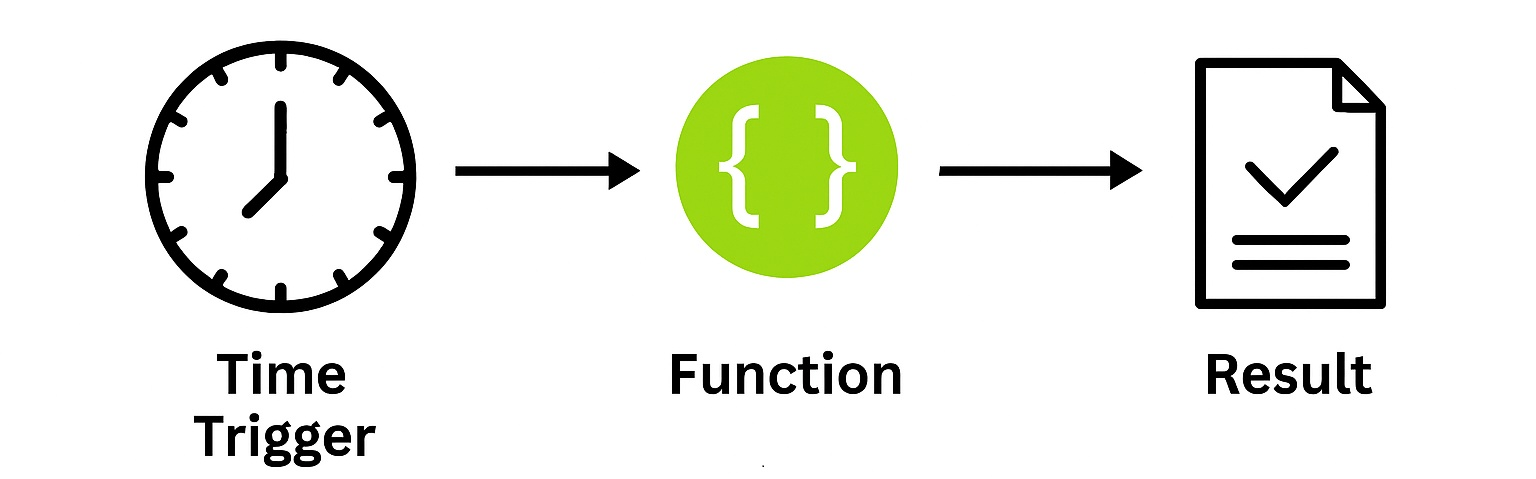 { }
Time
Trigger
Function
Result